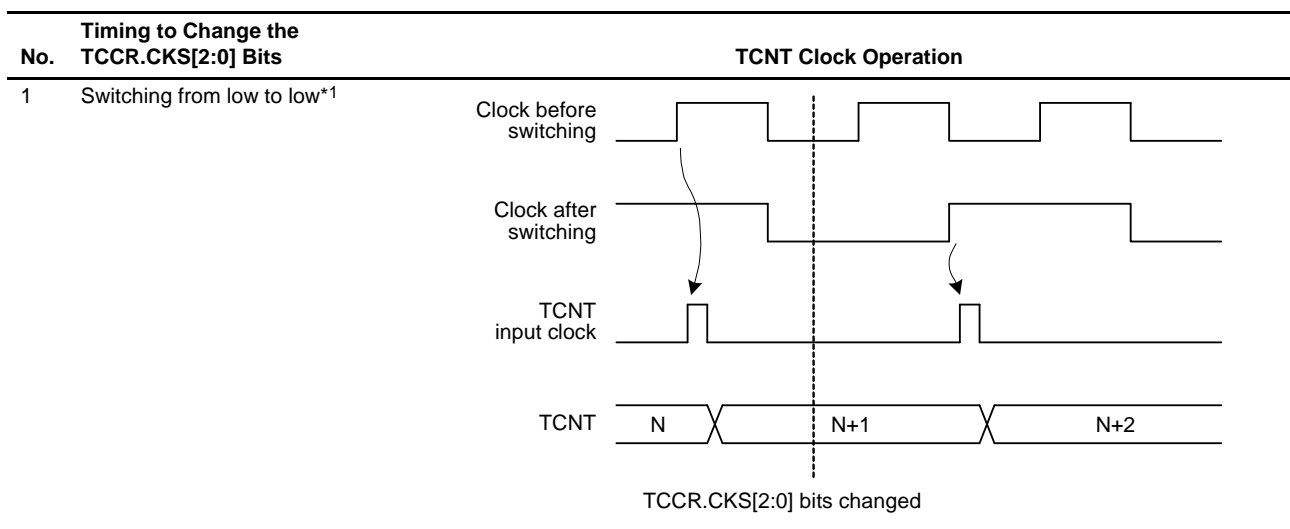 Timing to Change the
No. TCCR.CKS[2:0] Bits TCNT Clock Operation
1 Switching from low to low*1
Clock before
switching
Clock after
switching
TCNT
input clock
TCNT N N+1 N+2
TCCR.CKS[2:0] bits changed